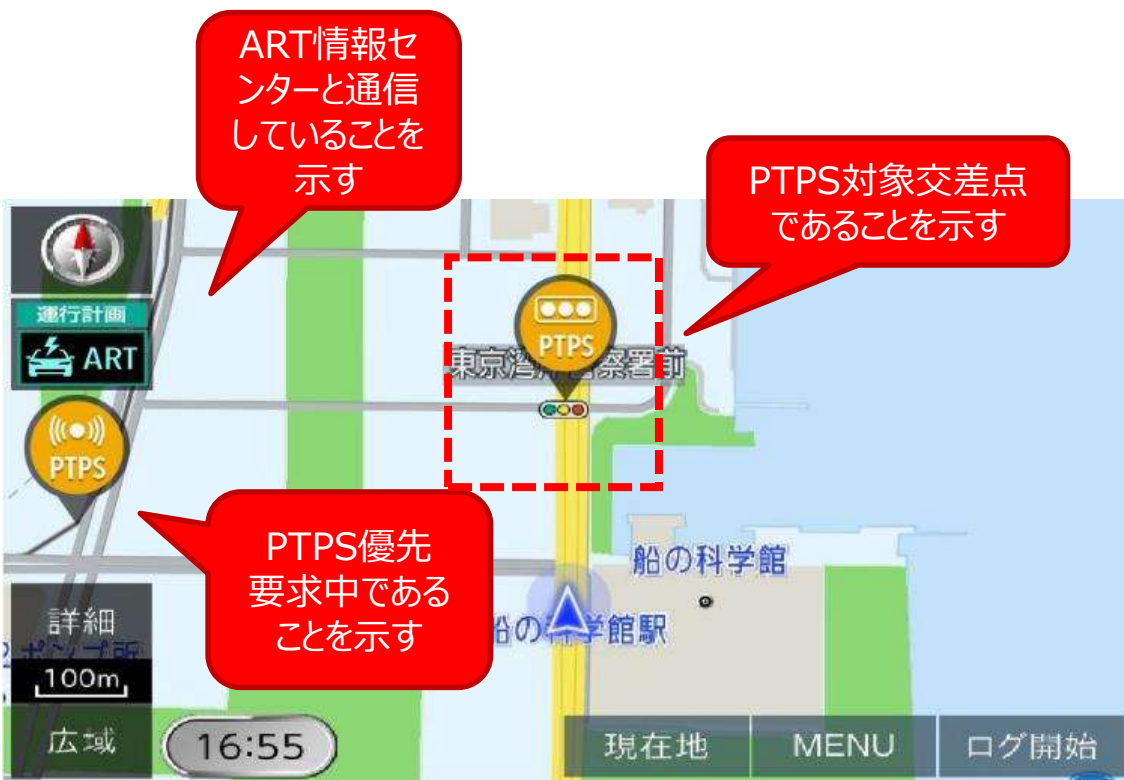 ART情報セ
ンターと通信
していることを
示す
PTPS対象交差点
であることを示す
運行計画
ART
PTPS
東京湾岸警察署前
PTPS
PTPS優先
要求中である
ことを示す
船の科学館
船の科学館駅
詳細
ポンプ所
100m
広域
16:55
現在地
MENU
ログ開始